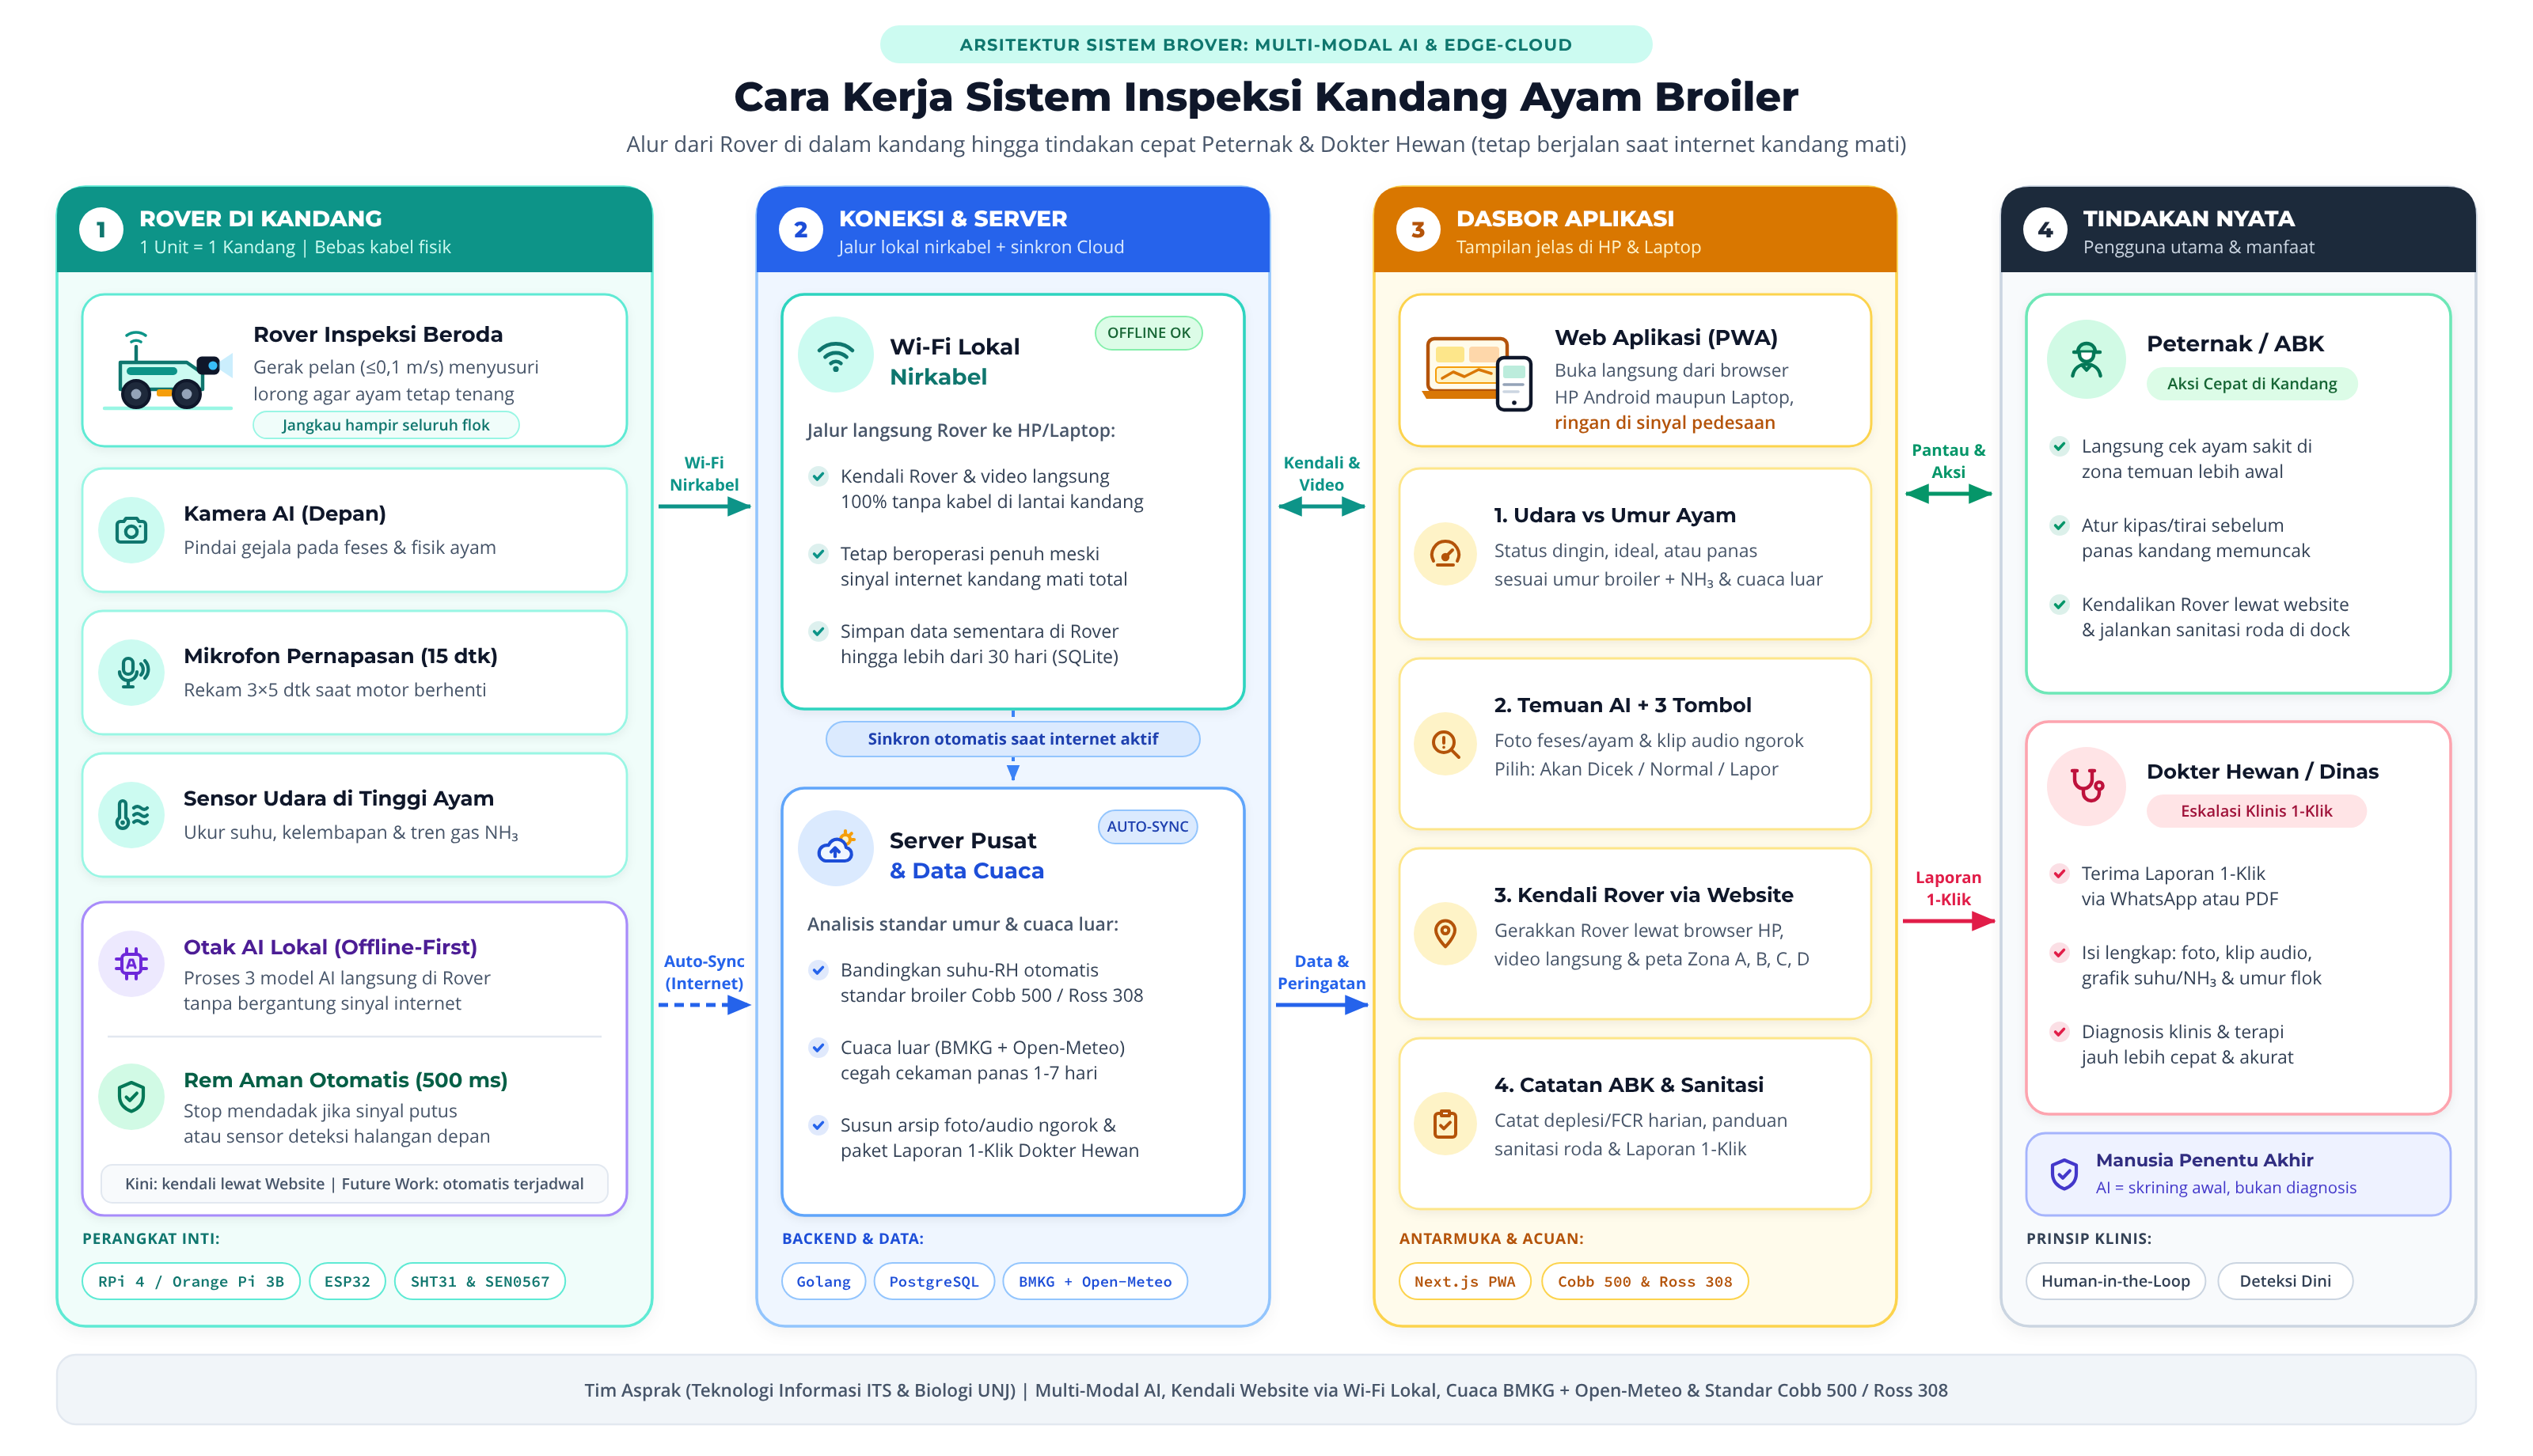 ARSITEKTUR SISTEM BROVER: MULTI-MODAL AI & EDGE-CLOUD
Cara Kerja Sistem Inspeksi Kandang Ayam Broiler
Alur dari Rover di dalam kandang hingga tindakan cepat Peternak & Dokter Hewan (tetap berjalan saat internet kandang mati)
1
ROVER DI KANDANG
1 Unit = 1 Kandang | Bebas kabel fisik
Rover Inspeksi Beroda
Gerak pelan (≤0,1 m/s) menyusuri
lorong agar ayam tetap tenang
Jangkau hampir seluruh flok
Kamera AI (Depan)
Pindai gejala pada feses & fisik ayam
Mikrofon Pernapasan (15 dtk)
Rekam 3×5 dtk saat motor berhenti
Sensor Udara di Tinggi Ayam
Ukur suhu, kelembapan & tren gas NH₃
A
Otak AI Lokal (Offline-First)
Proses 3 model AI langsung di Rover
tanpa bergantung sinyal internet
Rem Aman Otomatis (500 ms)
Stop mendadak jika sinyal putus
atau sensor deteksi halangan depan
Kini: kendali lewat Website | Future Work: otomatis terjadwal
PERANGKAT INTI:
RPi 4 / Orange Pi 3B
ESP32
SHT31 & SEN0567
Wi-Fi
Nirkabel
Auto-Sync
(Internet)
2
KONEKSI & SERVER
Jalur lokal nirkabel + sinkron Cloud
Wi-Fi Lokal
Nirkabel
OFFLINE OK
Jalur langsung Rover ke HP/Laptop:
Kendali Rover & video langsung
100% tanpa kabel di lantai kandang
Tetap beroperasi penuh meski
sinyal internet kandang mati total
Simpan data sementara di Rover
hingga lebih dari 30 hari (SQLite)
Sinkron otomatis saat internet aktif
Server Pusat
& Data Cuaca
AUTO-SYNC
Analisis standar umur & cuaca luar:
Bandingkan suhu-RH otomatis
standar broiler Cobb 500 / Ross 308
Cuaca luar (BMKG + Open-Meteo)
cegah cekaman panas 1-7 hari
Susun arsip foto/audio ngorok &
paket Laporan 1-Klik Dokter Hewan
BACKEND & DATA:
Golang
PostgreSQL
BMKG + Open-Meteo
Kendali &
Video
Data &
Peringatan
3
DASBOR APLIKASI
Tampilan jelas di HP & Laptop
Web Aplikasi (PWA)
Buka langsung dari browser
HP Android maupun Laptop,
ringan di sinyal pedesaan
1. Udara vs Umur Ayam
Status dingin, ideal, atau panas
sesuai umur broiler + NH₃ & cuaca luar
2. Temuan AI + 3 Tombol
Foto feses/ayam & klip audio ngorok
Pilih: Akan Dicek / Normal / Lapor
3. Kendali Rover via Website
Gerakkan Rover lewat browser HP,
video langsung & peta Zona A, B, C, D
4. Catatan ABK & Sanitasi
Catat deplesi/FCR harian, panduan
sanitasi roda & Laporan 1-Klik
ANTARMUKA & ACUAN:
Next.js PWA
Cobb 500 & Ross 308
Pantau &
Aksi
Laporan
1-Klik
4
TINDAKAN NYATA
Pengguna utama & manfaat
Peternak / ABK
Aksi Cepat di Kandang
Langsung cek ayam sakit di
zona temuan lebih awal
Atur kipas/tirai sebelum
panas kandang memuncak
Kendalikan Rover lewat website
& jalankan sanitasi roda di dock
Dokter Hewan / Dinas
Eskalasi Klinis 1-Klik
Terima Laporan 1-Klik
via WhatsApp atau PDF
Isi lengkap: foto, klip audio,
grafik suhu/NH₃ & umur flok
Diagnosis klinis & terapi
jauh lebih cepat & akurat
Manusia Penentu Akhir
AI = skrining awal, bukan diagnosis
PRINSIP KLINIS:
Human-in-the-Loop
Deteksi Dini
Tim Asprak (Teknologi Informasi ITS & Biologi UNJ) | Multi-Modal AI, Kendali Website via Wi-Fi Lokal, Cuaca BMKG + Open-Meteo & Standar Cobb 500 / Ross 308